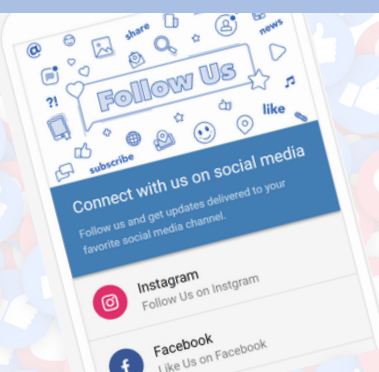 @
share
news
?!
Follow Us
like
subscribe
Connect with us on social media
Follow us and get updates delivered to your
favorite social media channel.
Instagram
Follow Us on Instgram
Facebook
Like Us on Facebook